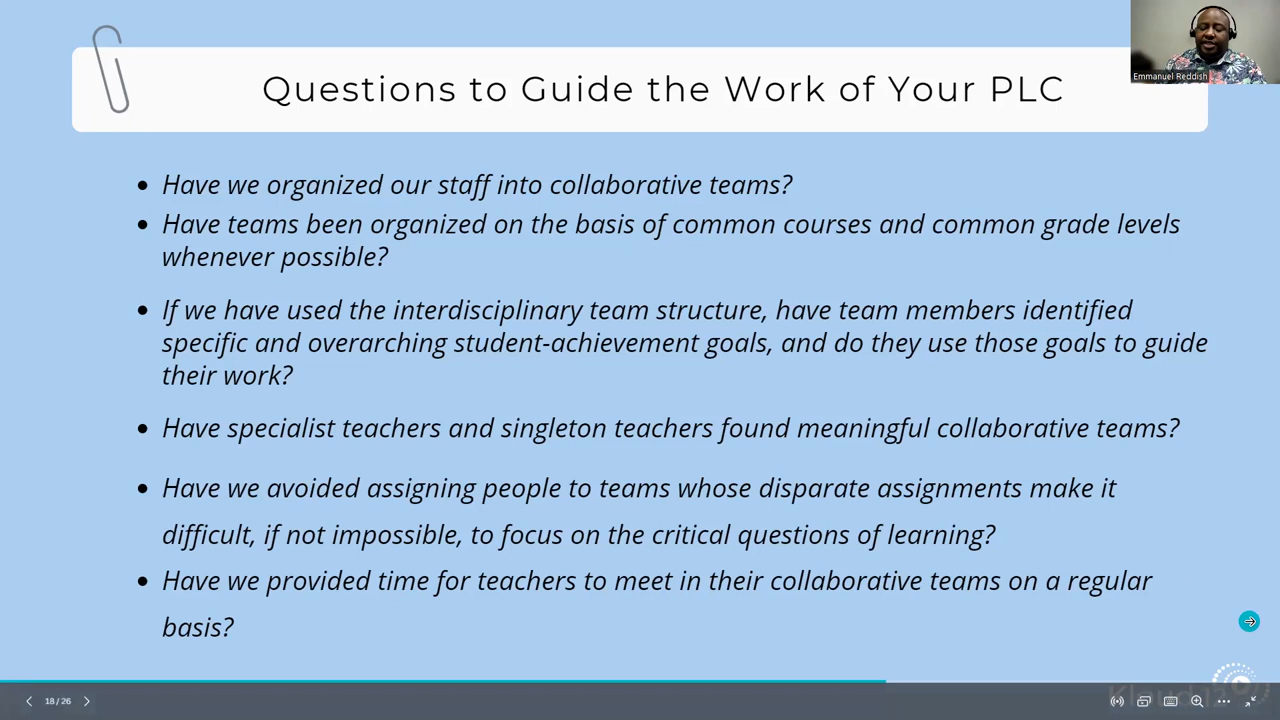 Emmanuel Reddish
Questions to Guide the Work of Your PLC
• Have we organized our staff into collaborative teams?
• Have teams been organized on the basis of common courses and common grade levels
whenever possible?
• If we have used the interdisciplinary team structure, have team members identified
specific and overarching student-achievement goals, and do they use those goals to guide
their work?
• Have specialist teachers and singleton teachers found meaningful collaborative teams?
• Have we avoided assigning people to teams whose disparate assignments make it
difficult, if not impossible, to focus on the critical questions of learning?
• Have we provided time for teachers to meet in their collaborative teams on a regular
basis?
18 / 26